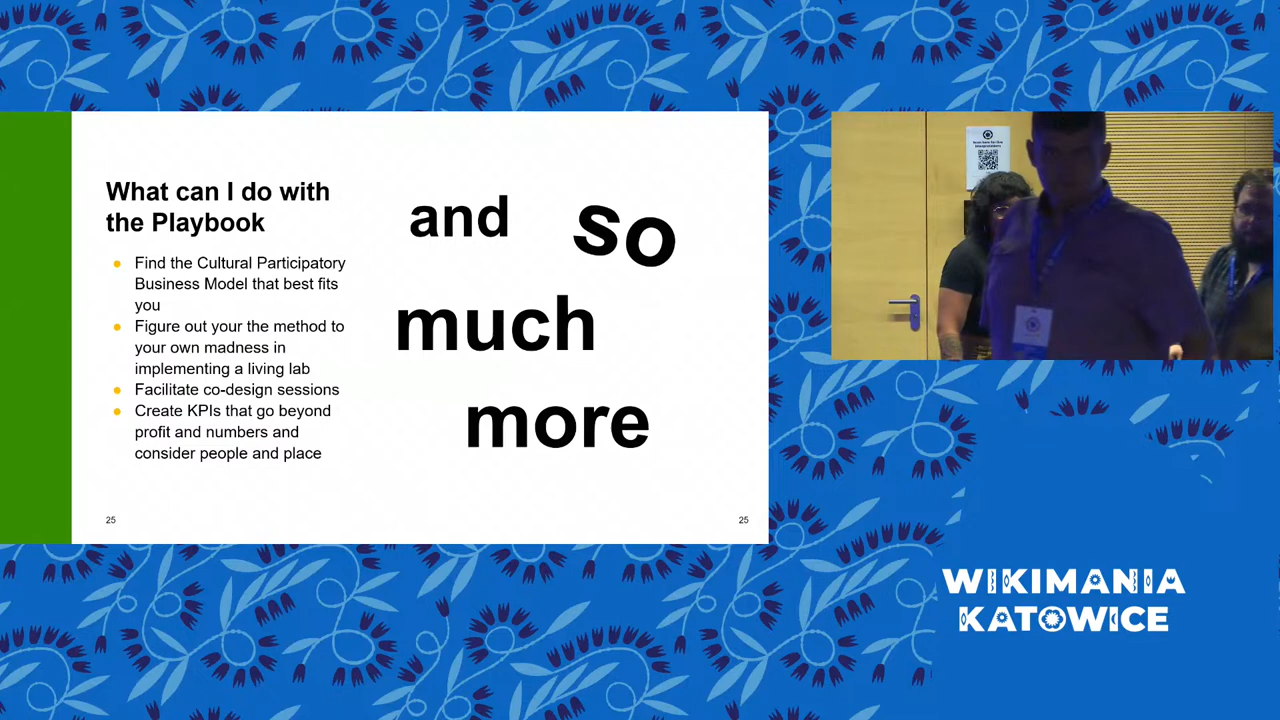 What can I do with
the Playbook
● Find the Cultural Participatory
Business Model that best fits
you
● Figure out your the method to
your own madness in
implementing a living lab
● Facilitate co-design sessions
● Create KPIs that go beyond
profit and numbers and
consider people and place
and so
much
more
25
25
WIKIMANIA
KATOWICE